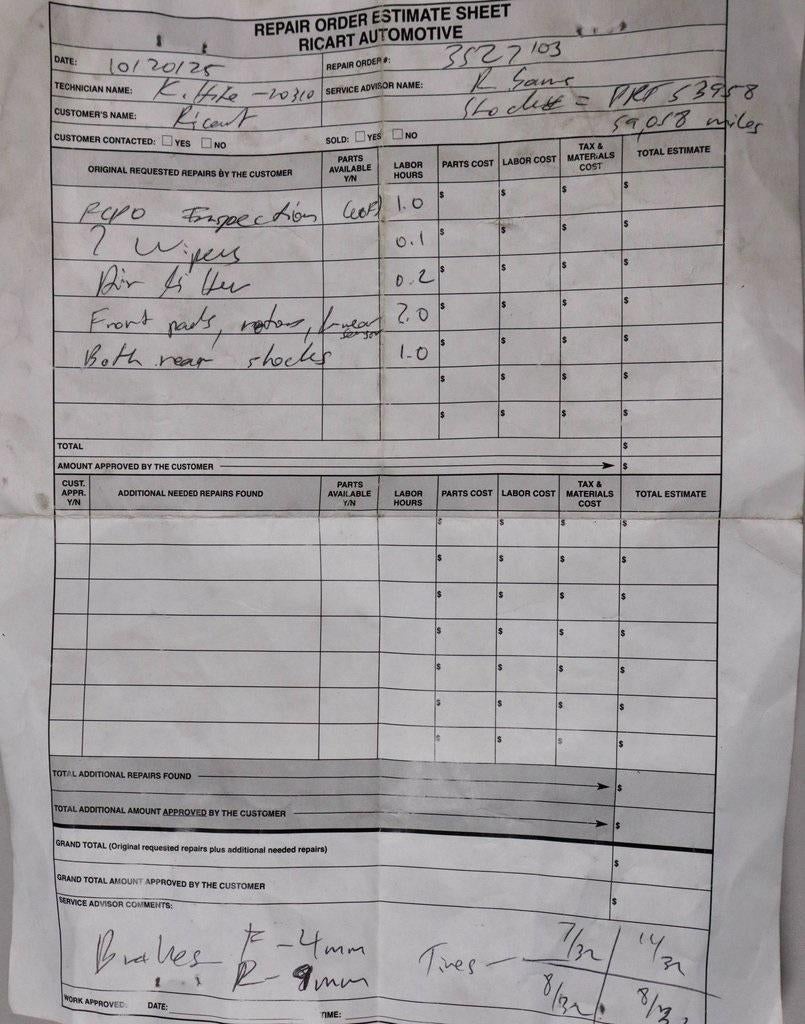 REPAIR ORDER ESTIMATE SHEET
RICART AUTOMOTIVE
DATE: 10/20/25 REPAIR ORDER #: 3527103
TECHNICIAN NAME: K. Hite -20310 SERVICE ADVISOR NAME: R
Stock# = PRT53958
CUSTOMER'S NAME: Ricart 59,058 miles
CUSTOMER CONTACTED: YES NO SOLD: YES NO
ORIGINAL REQUESTED REPAIRS BY THE CUSTOMER PARTS AVAILABLE Y/N LABOR HOURS PARTS COST LABOR COST TAX & MATERIALS COST TOTAL ESTIMATE
Inspection 1.0 $ $ $ $
2 Wipers 0.1 $ $ $ $
Air filter 0.2 $ $ $ $
Front pads, rotors, sensor 2.0 $ $ $ $
Both rear shocks 1.0 $ $ $ $
$ $ $ $
$ $ $ $
TOTAL $
AMOUNT APPROVED BY THE CUSTOMER $
CUST. APPR. Y/N ADDITIONAL NEEDED REPAIRS FOUND PARTS AVAILABLE Y/N LABOR HOURS PARTS COST LABOR COST TAX & MATERIALS COST TOTAL ESTIMATE
$ $ $ $
$ $ $ $
$ $ $ $
$ $ $ $
$ $ $ $
$ $ $ $
$ $ $ $
TOTAL ADDITIONAL REPAIRS FOUND $
TOTAL ADDITIONAL AMOUNT APPROVED BY THE CUSTOMER $
GRAND TOTAL (Original requested repairs plus additional needed repairs) $
GRAND TOTAL AMOUNT APPROVED BY THE CUSTOMER $
SERVICE ADVISOR COMMENTS:
Brakes- F -4mm Tires - 7/32 11/32
R -9mm 8/32 8/32
WORK APPROVED: DATE: TIME: